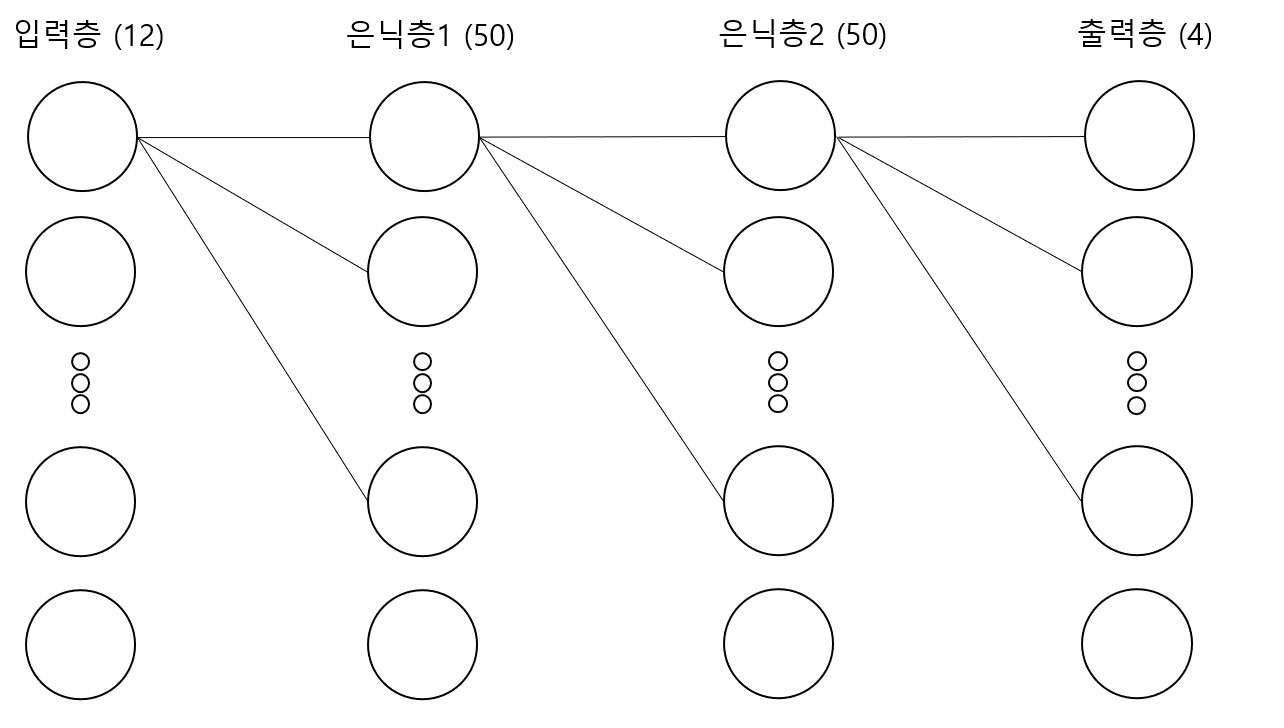 입력층 (12)
은닉층1 (50)
은닉층2 (50)
출력층 (4)